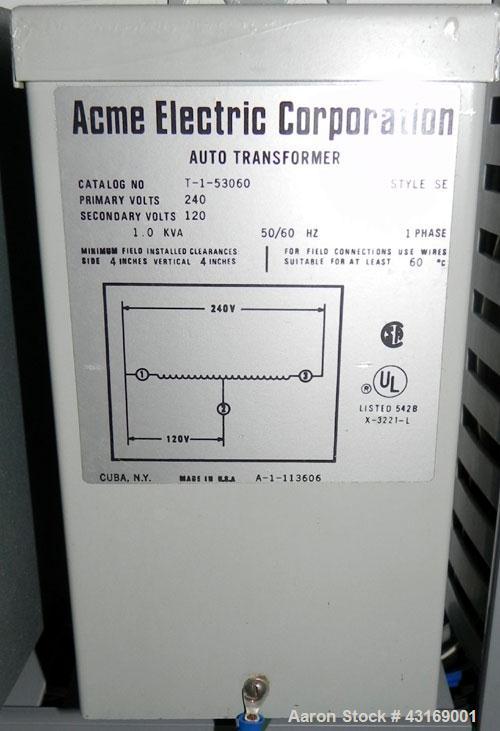 Acme Electric Corporation
AUTO TRANSFORMER
CATALOG NO T-1-53060 STYLE SE
PRIMARY VOLTS 240
SECONDARY VOLTS 120
1.0 KVA 50/60 HZ 1 PHASE
MINIMUM FIELD INSTALLED CLEARANCES
SIDE 4 INCHES VERTICAL 4 INCHES
FOR FIELD CONNECTIONS USE WIRES
SUITABLE FOR AT LEAST 60 °C
240V
1 3
2
120V
SA
UL ®
LISTED 542B
X-3221-L
CUBA, N.Y. MADE IN U.S.A A-1-113606
Aaron Stock # 43169001